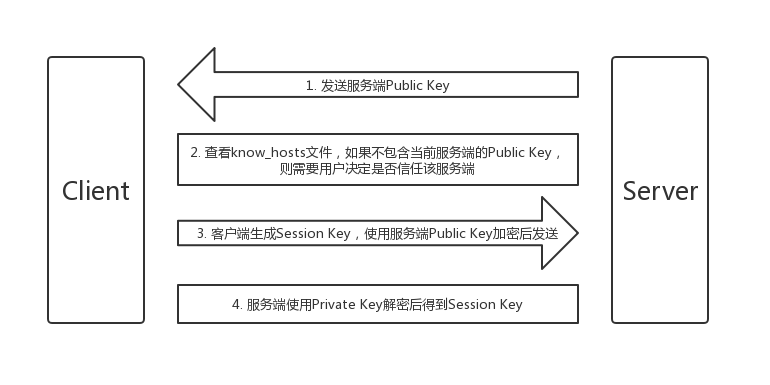 1. 发送服务端Public Key
2. 查看know_hosts文件，如果不包含当前服务端的Public Key，
则需要用户决定是否信任该服务端
Client
Server
3. 客户端生成Session Key，使用服务端Public Key加密后发送
4. 服务端使用Private Key解密后得到Session Key